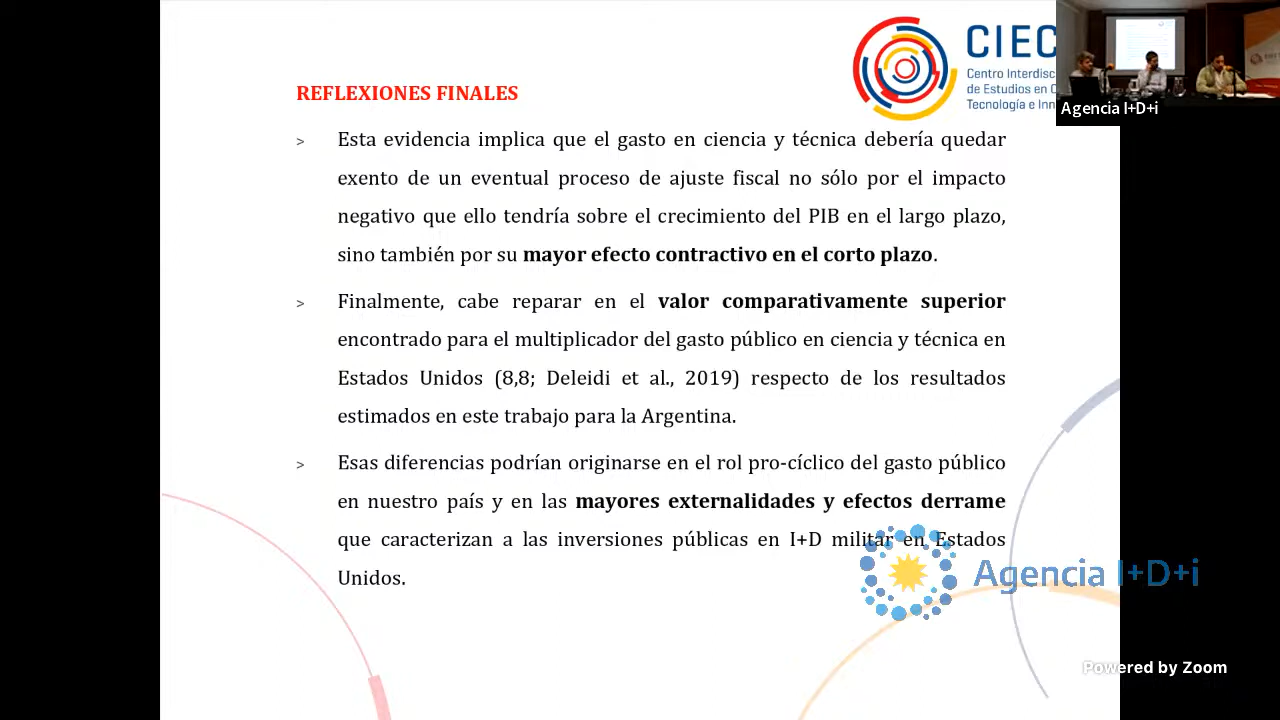 CIEC
Centro Interdisc
de Estudios en C
Tecnología e Inn
Agencia I+D+i
REFLEXIONES FINALES
> Esta evidencia implica que el gasto en ciencia y técnica debería quedar
exento de un eventual proceso de ajuste fiscal no sólo por el impacto
negativo que ello tendría sobre el crecimiento del PIB en el largo plazo,
sino también por su mayor efecto contractivo en el corto plazo.
> Finalmente, cabe reparar en el valor comparativamente superior
encontrado para el multiplicador del gasto público en ciencia y técnica en
Estados Unidos (8,8; Deleidi et al., 2019) respecto de los resultados
estimados en este trabajo para la Argentina.
> Esas diferencias podrían originarse en el rol pro-cíclico del gasto público
en nuestro país y en las mayores externalidades y efectos derrame
que caracterizan a las inversiones públicas en I+D militar en Estados
Unidos.
Agencia I+D+i
Powered by Zoom